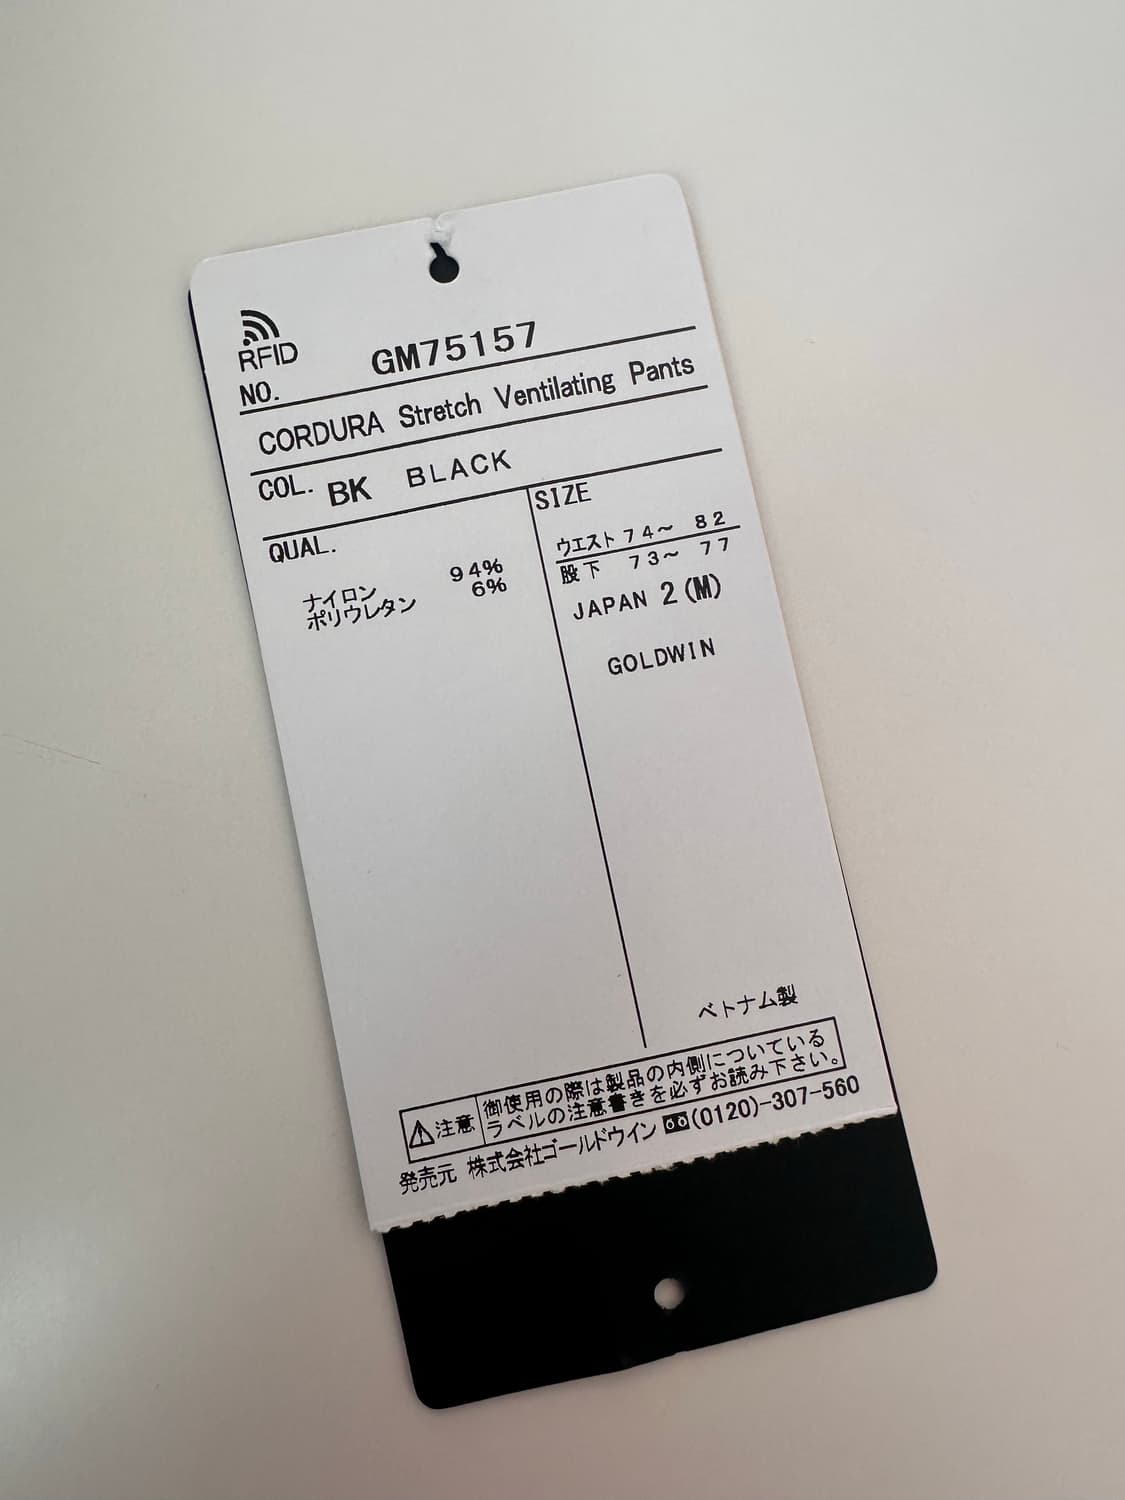 RFID
NO. GM75157
CORDURA Stretch Ventilating Pants
COL. BK BLACK
QUAL.
ナイロン 94%
ポリウレタン 6%
SIZE
ウエスト 74～ 82
股下 73～ 77
JAPAN 2(M)
GOLDWIN
ベトナム製
注意
御使用の際は製品の内側についている
ラベルの注意書きを必ずお読み下さい。
発売元 株式会社ゴールドウイン (0120)-307-560